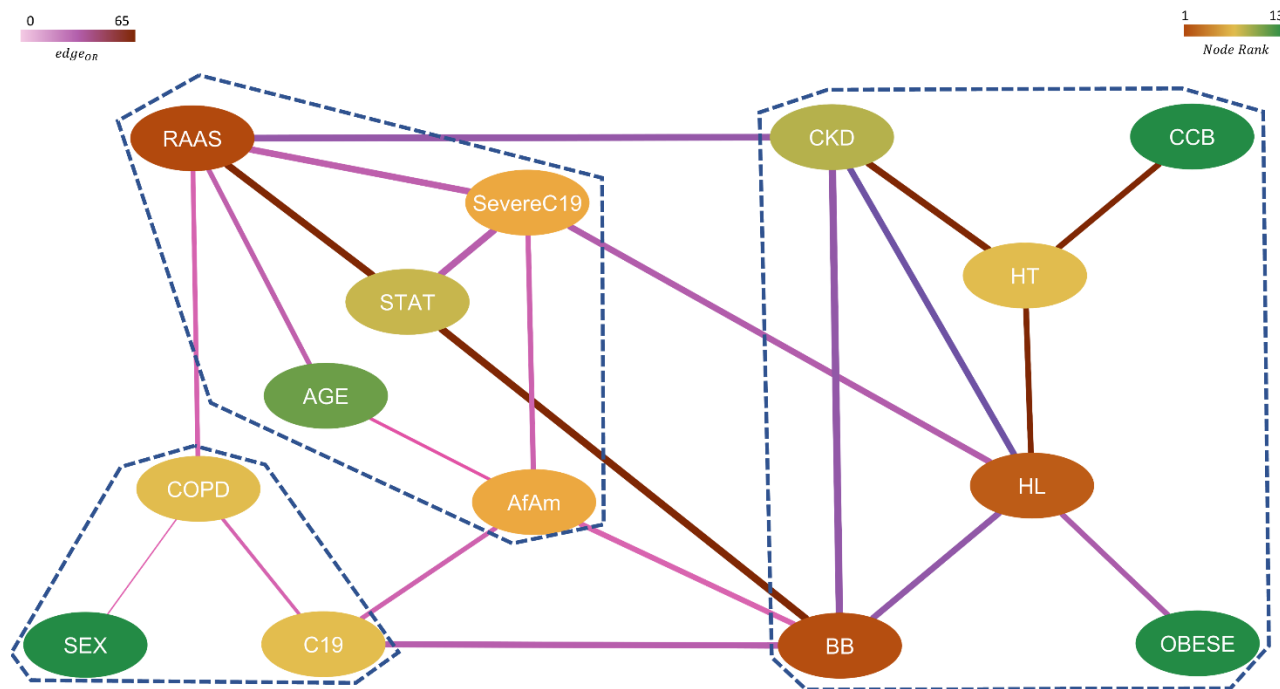 0 65
edge_OR
1 13
Node Rank
RAAS
CKD
CCB
SevereC19
HT
STAT
AGE
COPD
AfAm
HL
SEX
C19
BB
OBESE